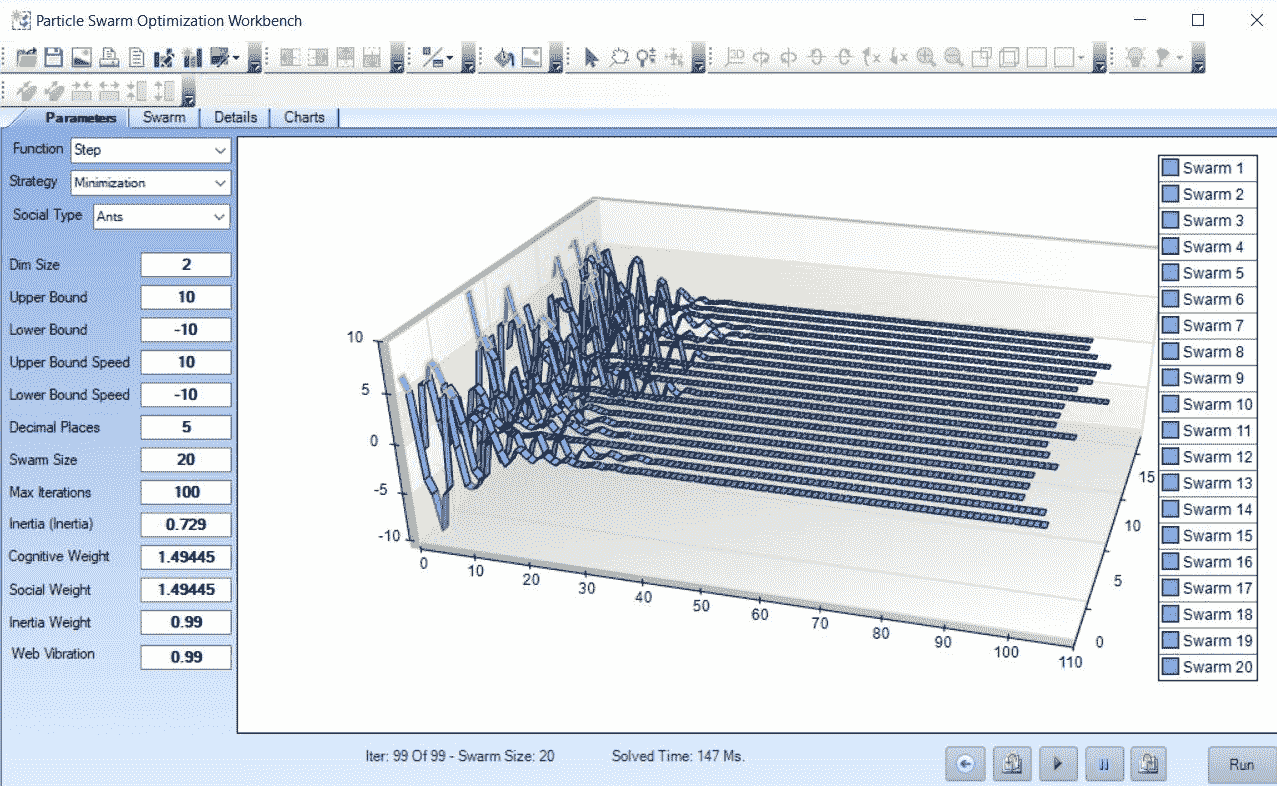 Particle Swarm Optimization Workbench
Parameters Swarm Details Charts
Function Step
Strategy Minimization
Social Type Ants
Dim Size 2
Upper Bound 10
Lower Bound -10
Upper Bound Speed 10
Lower Bound Speed -10
Decimal Places 5
Swarm Size 20
Max Iterations 100
Inertia (Inertia) 0.729
Cognitive Weight 1.49445
Social Weight 1.49445
Inertia Weight 0.99
Web Vibration 0.99
10
5
0
-5
-10
0 10 20 30 40 50 60 70 80 90 100 110
15
10
5
0
Swarm 1
Swarm 2
Swarm 3
Swarm 4
Swarm 5
Swarm 6
Swarm 7
Swarm 8
Swarm 9
Swarm 10
Swarm 11
Swarm 12
Swarm 13
Swarm 14
Swarm 15
Swarm 16
Swarm 17
Swarm 18
Swarm 19
Swarm 20
Iter: 99 Of 99 - Swarm Size: 20 Solved Time: 147 Ms.
Run